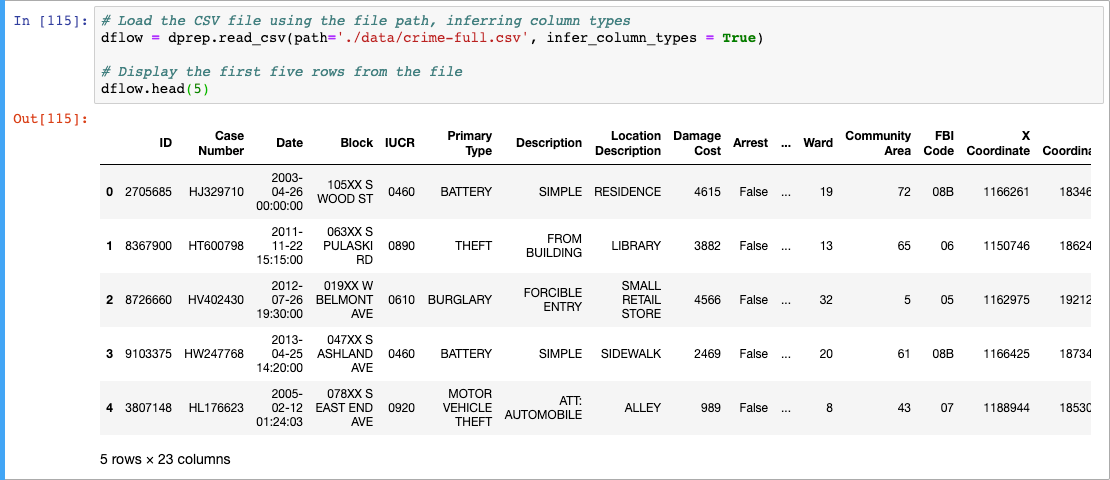 In [115]: # Load the CSV file using the file path, inferring column types
dflow = dprep.read_csv(path='./data/crime-full.csv', infer_column_types = True)
# Display the first five rows from the file
dflow.head(5)
Out[115]:
ID Case Number Date Block IUCR Primary Type Description Location Description Damage Cost Arrest ... Ward Community Area FBI Code X Coordinate
0 2705685 HJ329710 2003-04-26 00:00:00 105XX S WOOD ST 0460 BATTERY SIMPLE RESIDENCE 4615 False ... 19 72 08B 1166261 18346
1 8367900 HT600798 2011-11-22 15:15:00 063XX S PULASKI RD 0890 THEFT FROM BUILDING LIBRARY 3882 False ... 13 65 06 1150746 18624
2 8726660 HV402430 2012-07-26 19:30:00 019XX W BELMONT AVE 0610 BURGLARY FORCIBLE ENTRY SMALL RETAIL STORE 4566 False ... 32 5 05 1162975 19212
3 9103375 HW247768 2013-04-25 14:20:00 047XX S ASHLAND AVE 0460 BATTERY SIMPLE SIDEWALK 2469 False ... 20 61 08B 1166425 18734
4 3807148 HL176623 2005-02-12 01:24:03 078XX S EAST END AVE 0920 MOTOR VEHICLE THEFT ATT: AUTOMOBILE ALLEY 989 False ... 8 43 07 1188944 18530
5 rows × 23 columns